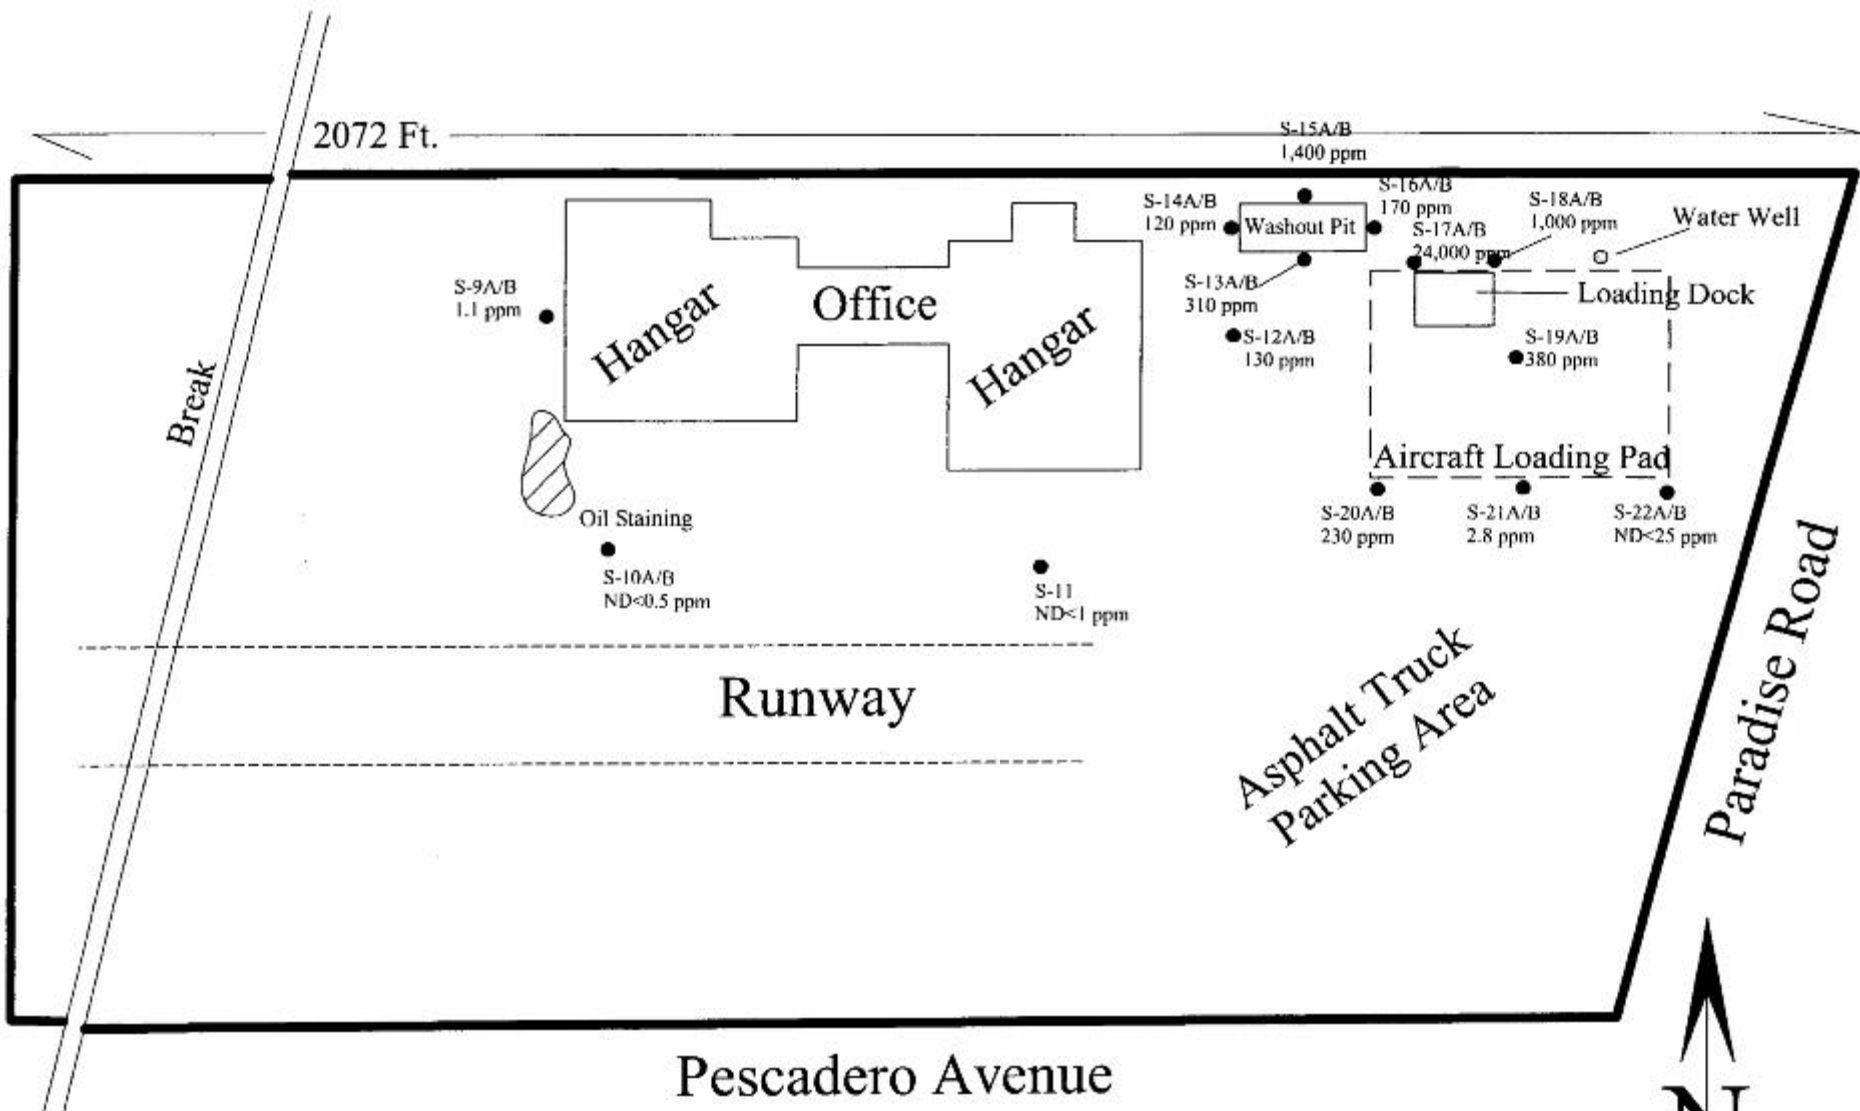 2072 Ft.
S-15A/B
1,400 ppm
S-14A/B
120 ppm
Washout Pit
S-16A/B
170 ppm
S-18A/B
1,000 ppm
Water Well
S-17A/B
24,000 ppm
S-13A/B
310 ppm
Loading Dock
S-9A/B
1.1 ppm
Hangar
Office
Hangar
S-12A/B
130 ppm
S-19A/B
380 ppm
Break
Aircraft Loading Pad
Oil Staining
S-20A/B
230 ppm
S-21A/B
2.8 ppm
S-22A/B
ND<25 ppm
S-10A/B
ND<0.5 ppm
S-11
ND<1 ppm
Runway
Asphalt Truck
Parking Area
Paradise Road
Pescadero Avenue
N